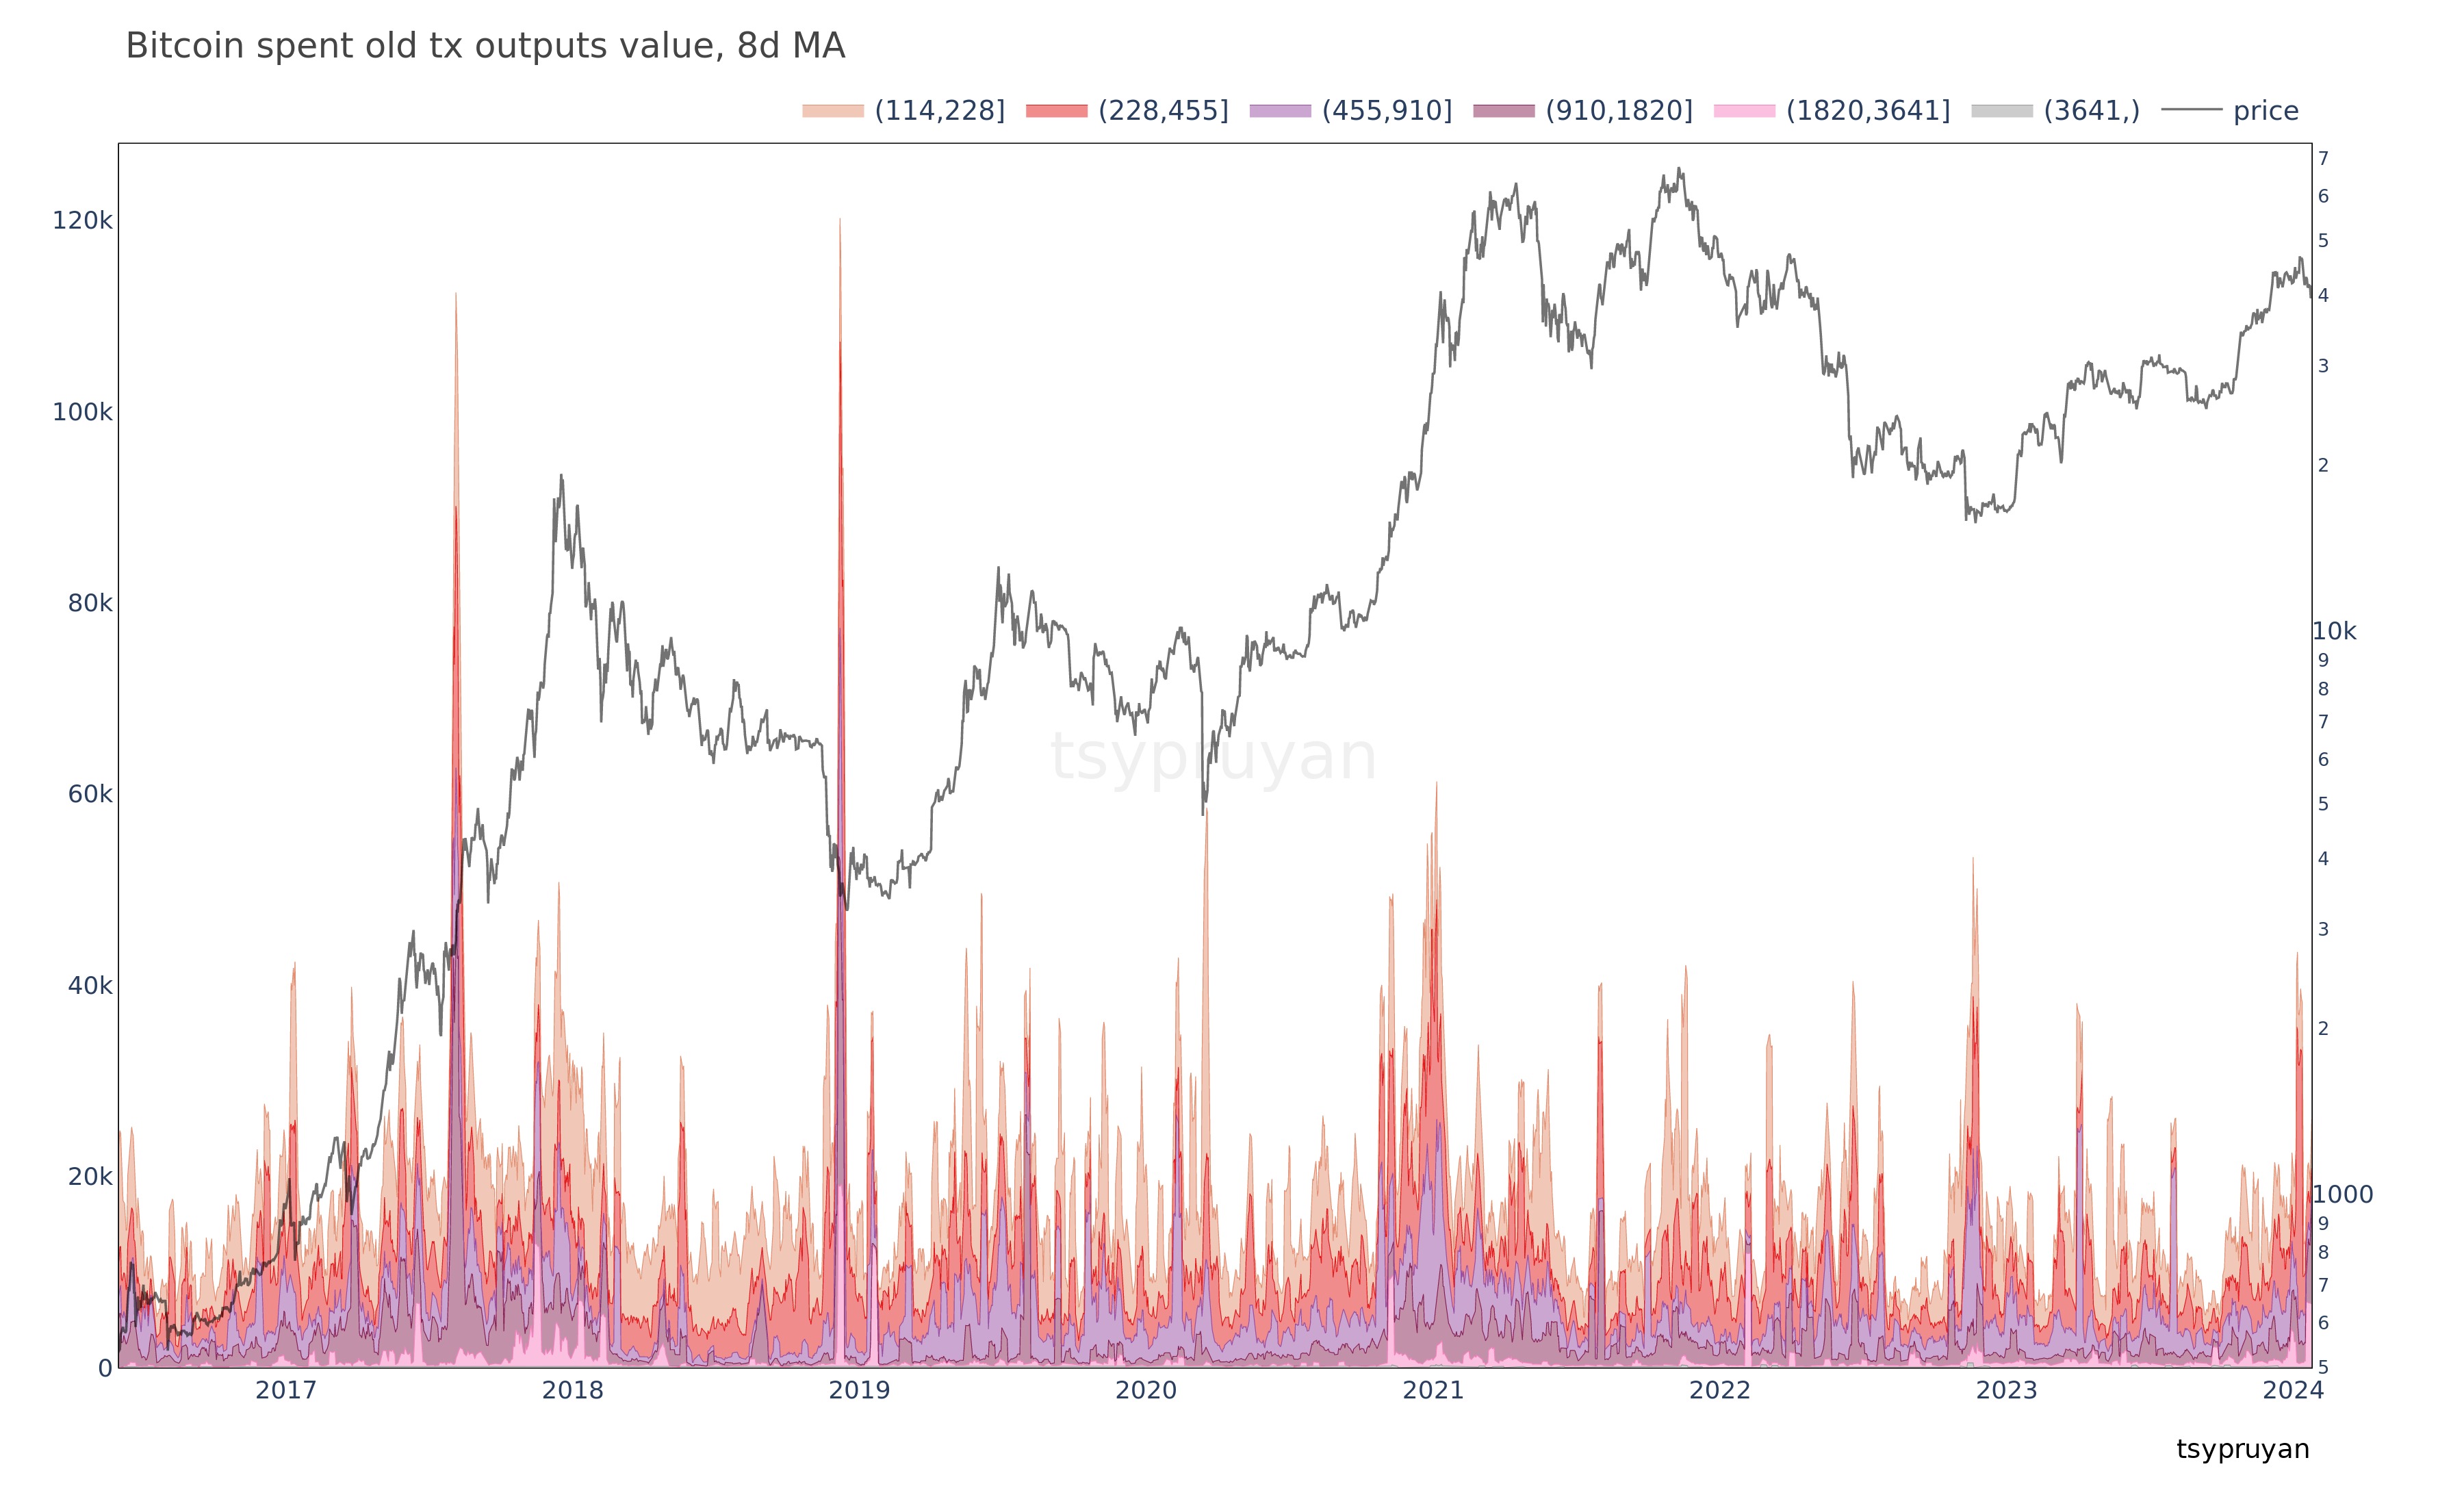 Bitcoin spent old tx outputs value, 8d MA
(114,228] (228,455] (455,910] (910,1820] (1820,3641] (3641,) price
120k
100k
80k
60k
40k
20k
0
7
6
5
4
3
2
10k
9
8
7
6
5
4
3
2
1000
9
8
7
6
5
tsypruyan
2017 2018 2019 2020 2021 2022 2023 2024
tsypruyan